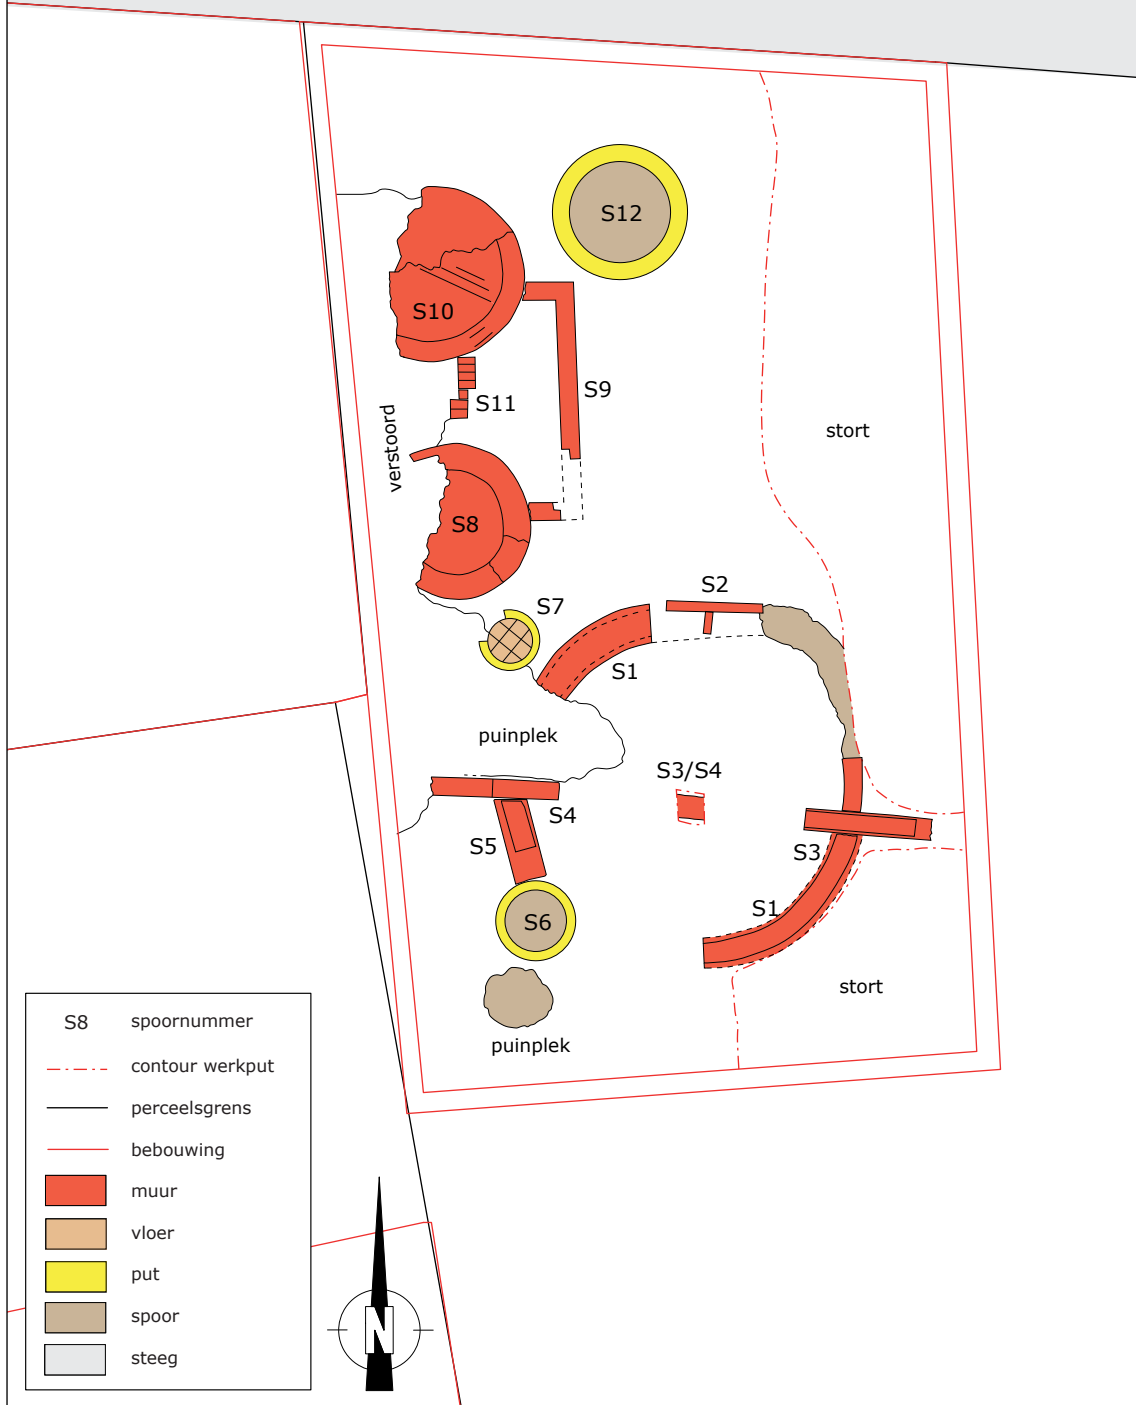 S12
S10
S9
S11
verstoord
stort
S8
S2
S7
S1
puinplek
S3/S4
S4
S5
S3
S1
S6
stort
puinplek
S8 spoornummer
contour werkput
perceelsgrens
bebouwing
muur
vloer
put
spoor
steeg
N